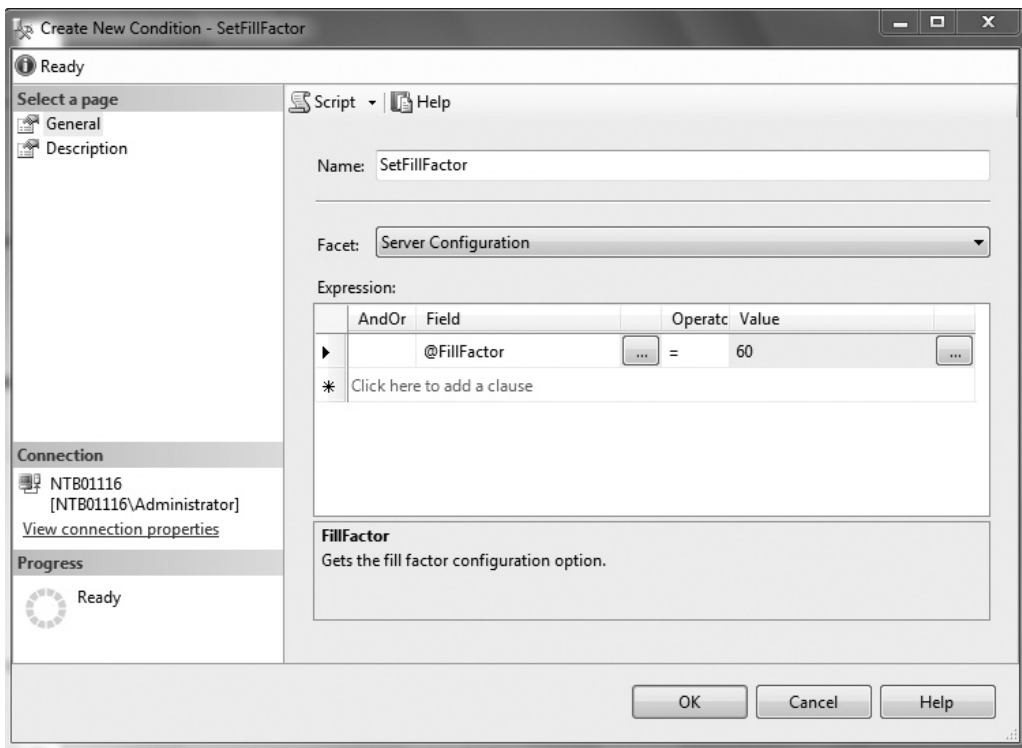 Create New Condition - SetFillFactor
Ready
Select a page
General
Description
Script
Help
Name: SetFillFactor
Facet: Server Configuration
Expression:
AndOr Field Operatc Value
@FillFactor ... = 60 ...
Click here to add a clause
Connection
NTB01116
[NTB01116\Administrator]
View connection properties
Progress
Ready
FillFactor
Gets the fill factor configuration option.
OK Cancel Help